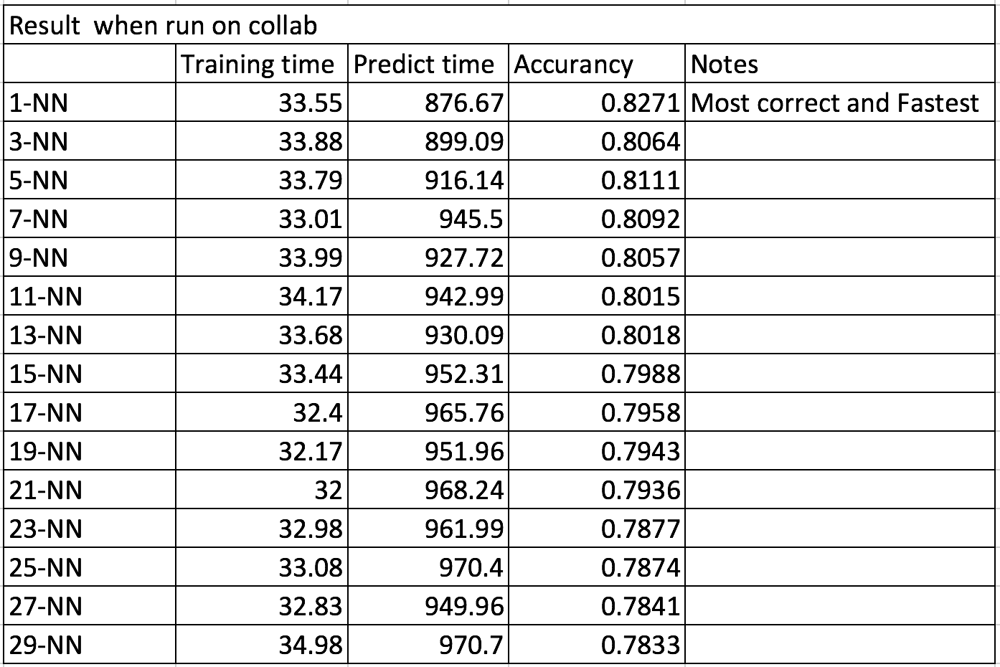 Result  when run on collab
Training time Predict time Accurancy Notes
1-NN 33.55 876.67 0.8271 Most correct and Fastest
3-NN 33.88 899.09 0.8064
5-NN 33.79 916.14 0.8111
7-NN 33.01 945.5 0.8092
9-NN 33.99 927.72 0.8057
11-NN 34.17 942.99 0.8015
13-NN 33.68 930.09 0.8018
15-NN 33.44 952.31 0.7988
17-NN 32.4 965.76 0.7958
19-NN 32.17 951.96 0.7943
21-NN 32 968.24 0.7936
23-NN 32.98 961.99 0.7877
25-NN 33.08 970.4 0.7874
27-NN 32.83 949.96 0.7841
29-NN 34.98 970.7 0.7833